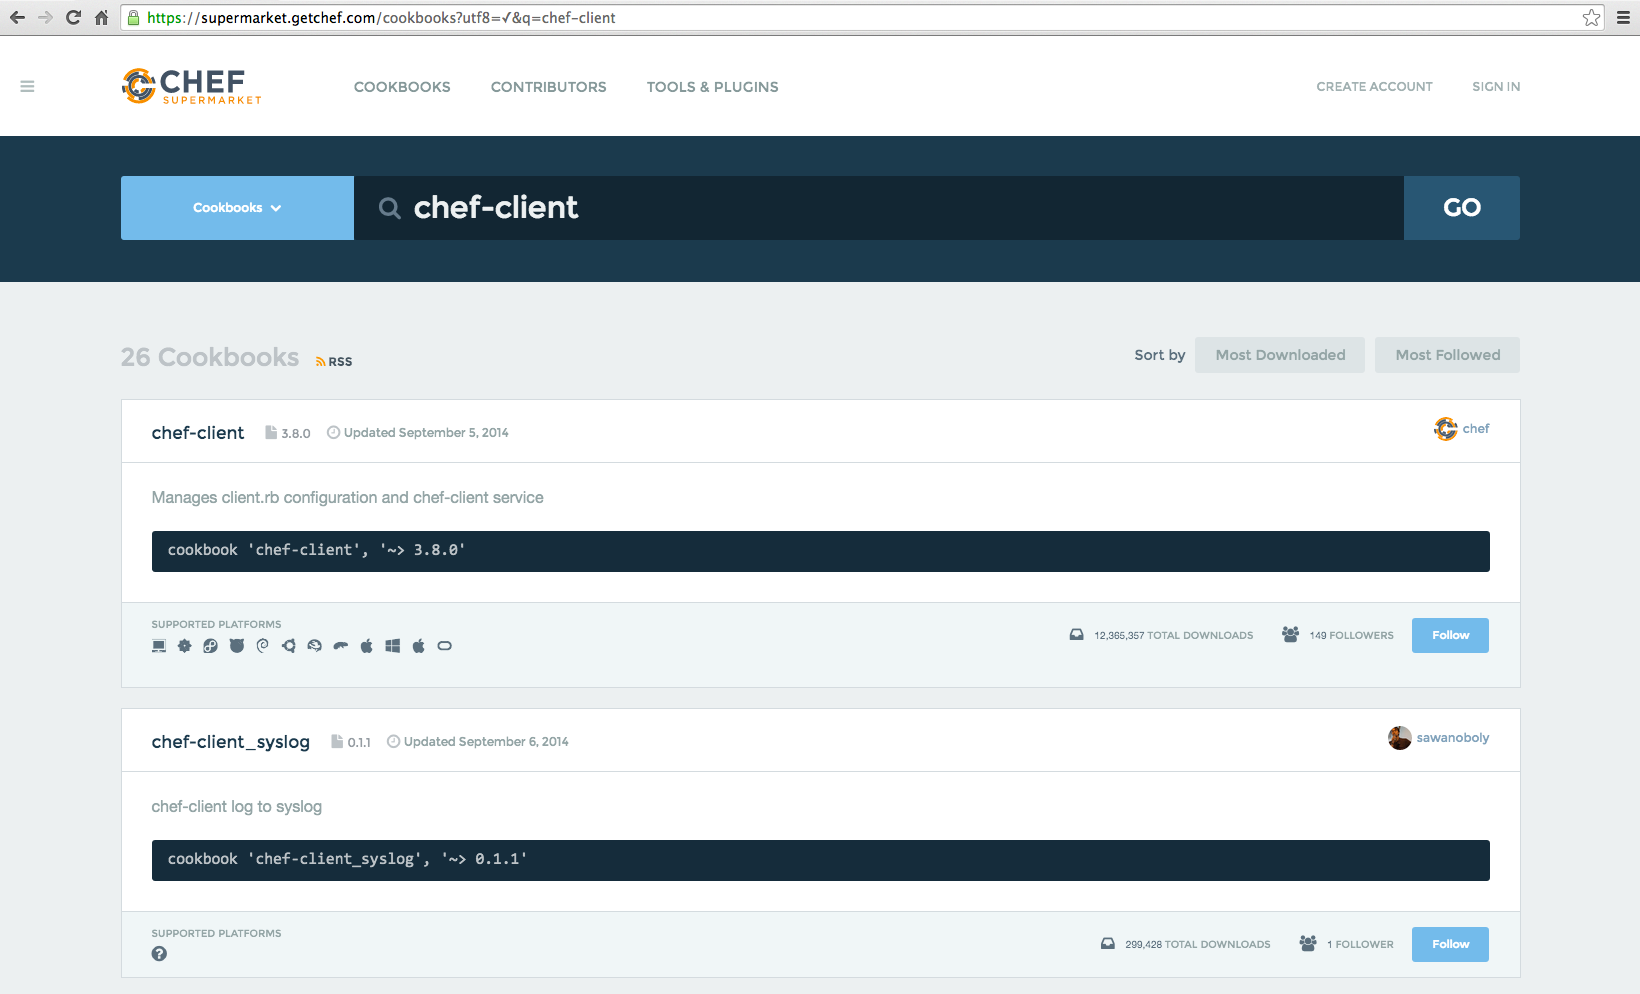 https://supermarket.getchef.com/cookbooks?utf8=✓&q=chef-client
CHEF
SUPERMARKET
COOKBOOKS CONTRIBUTORS TOOLS & PLUGINS CREATE ACCOUNT SIGN IN
Cookbooks chef-client GO
26 Cookbooks RSS Sort by Most Downloaded Most Followed
chef-client 3.8.0 Updated September 5, 2014 chef
Manages client.rb configuration and chef-client service
cookbook 'chef-client', '~> 3.8.0'
SUPPORTED PLATFORMS
12,365,357 TOTAL DOWNLOADS 149 FOLLOWERS Follow
chef-client_syslog 0.1.1 Updated September 6, 2014 sawanoboly
chef-client log to syslog
cookbook 'chef-client_syslog', '~> 0.1.1'
SUPPORTED PLATFORMS
299,428 TOTAL DOWNLOADS 1 FOLLOWER Follow